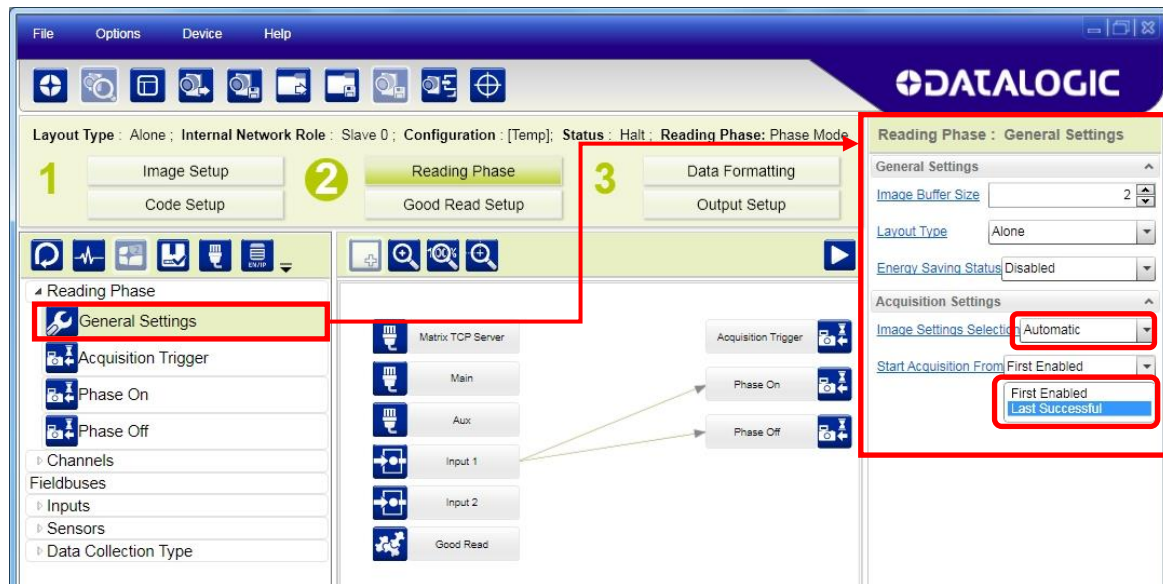 File Options Device Help
DATALOGIC
Layout Type : Alone ; Internal Network Role : Slave 0 ; Configuration : [Temp]; Status : Halt ; Reading Phase: Phase Mode
1 Image Setup 2 Reading Phase 3 Data Formatting
Code Setup Good Read Setup Output Setup
EN/IP
100%
Reading Phase
General Settings
Acquisition Trigger
Phase On
Phase Off
Channels
Fieldbuses
Inputs
Sensors
Data Collection Type
Matrix TCP Server
Main
Aux
Input 1
Input 2
Good Read
Acquisition Trigger
Phase On
Phase Off
Reading Phase : General Settings
General Settings
Image Buffer Size 2
Layout Type Alone
Energy Saving Status Disabled
Acquisition Settings
Image Settings Selection Automatic
Start Acquisition From First Enabled
First Enabled
Last Successful